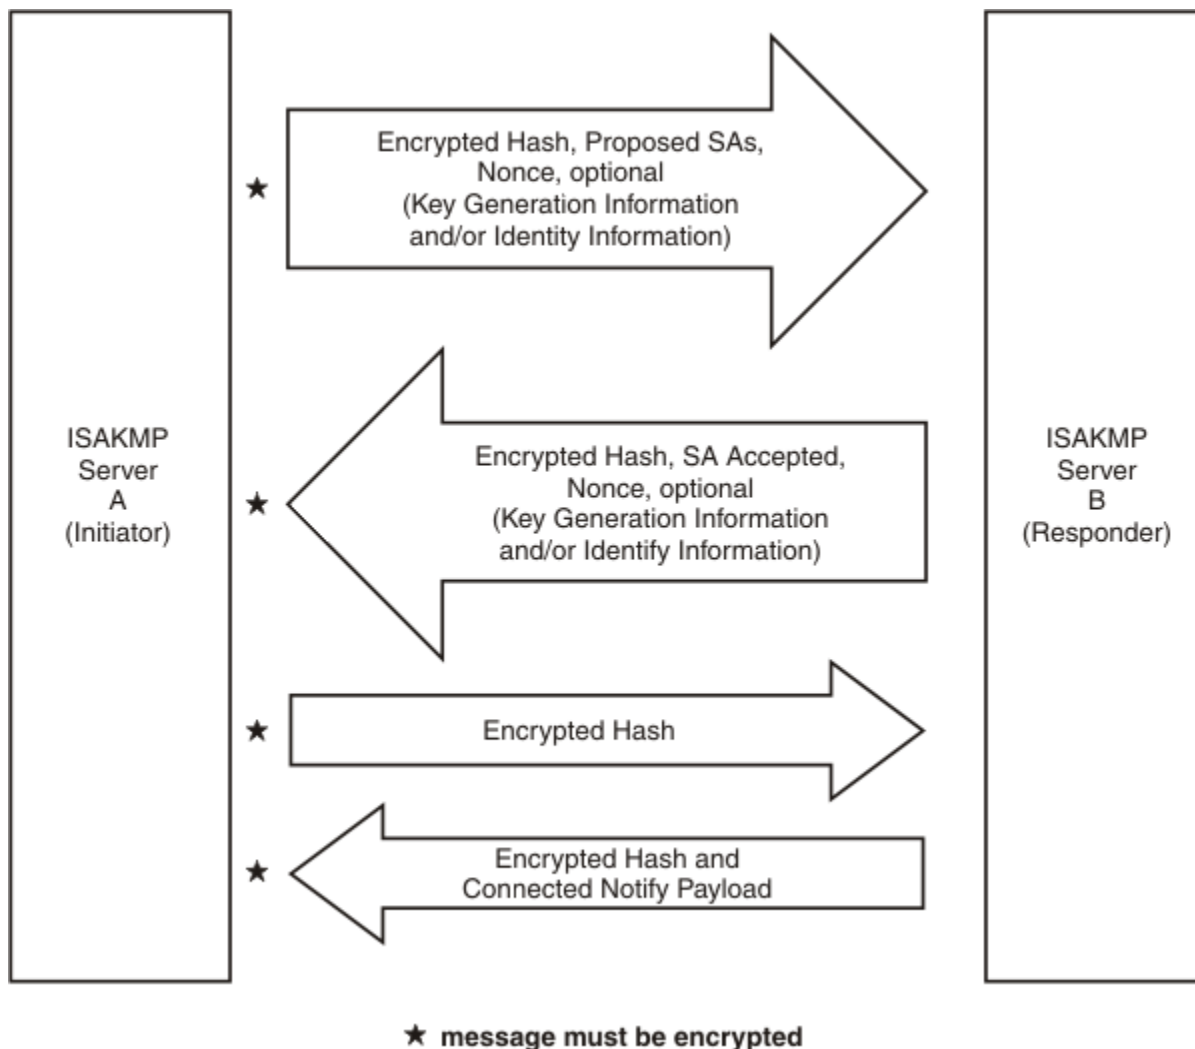 Encrypted Hash, Proposed SAs,
Nonce, optional
(Key Generation Information
and/or Identity Information)
ISAKMP
Server
A
(Initiator)
Encrypted Hash, SA Accepted,
Nonce, optional
(Key Generation Information
and/or Identify Information)
ISAKMP
Server
B
(Responder)
Encrypted Hash
Encrypted Hash and
Connected Notify Payload
★ message must be encrypted